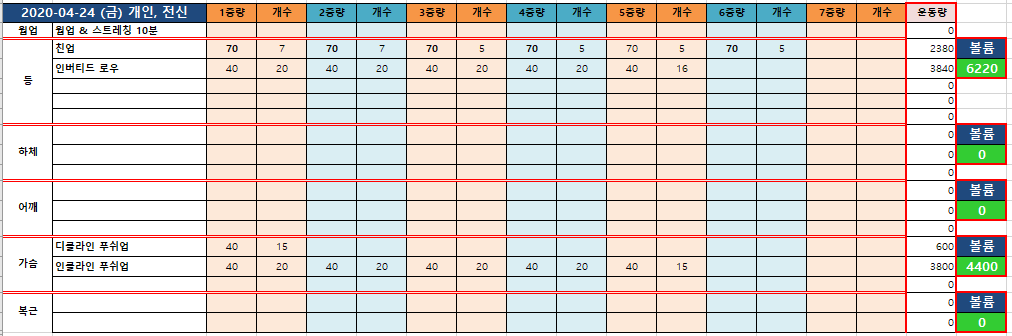 2020-04-24 (금) 개인, 전신 1중량 개수 2중량 개수 3중량 개수 4중량 개수 5중량 개수 6중량 개수 7중량 개수 운동량
웜업 웜업 & 스트레칭 10분 0
친업 70 7 70 7 70 5 70 5 70 5 70 5 2380 볼륨
인버티드 로우 40 20 40 20 40 20 40 20 40 16 3840 6220
등 0
0
0
0 볼륨
하체 0 0
0
0 볼륨
어깨 0 0
0
디클라인 푸쉬업 40 15 600 볼륨
가슴 인클라인 푸쉬업 40 20 40 20 40 20 40 20 40 15 3800 4400
0
복근 0 볼륨
0 0